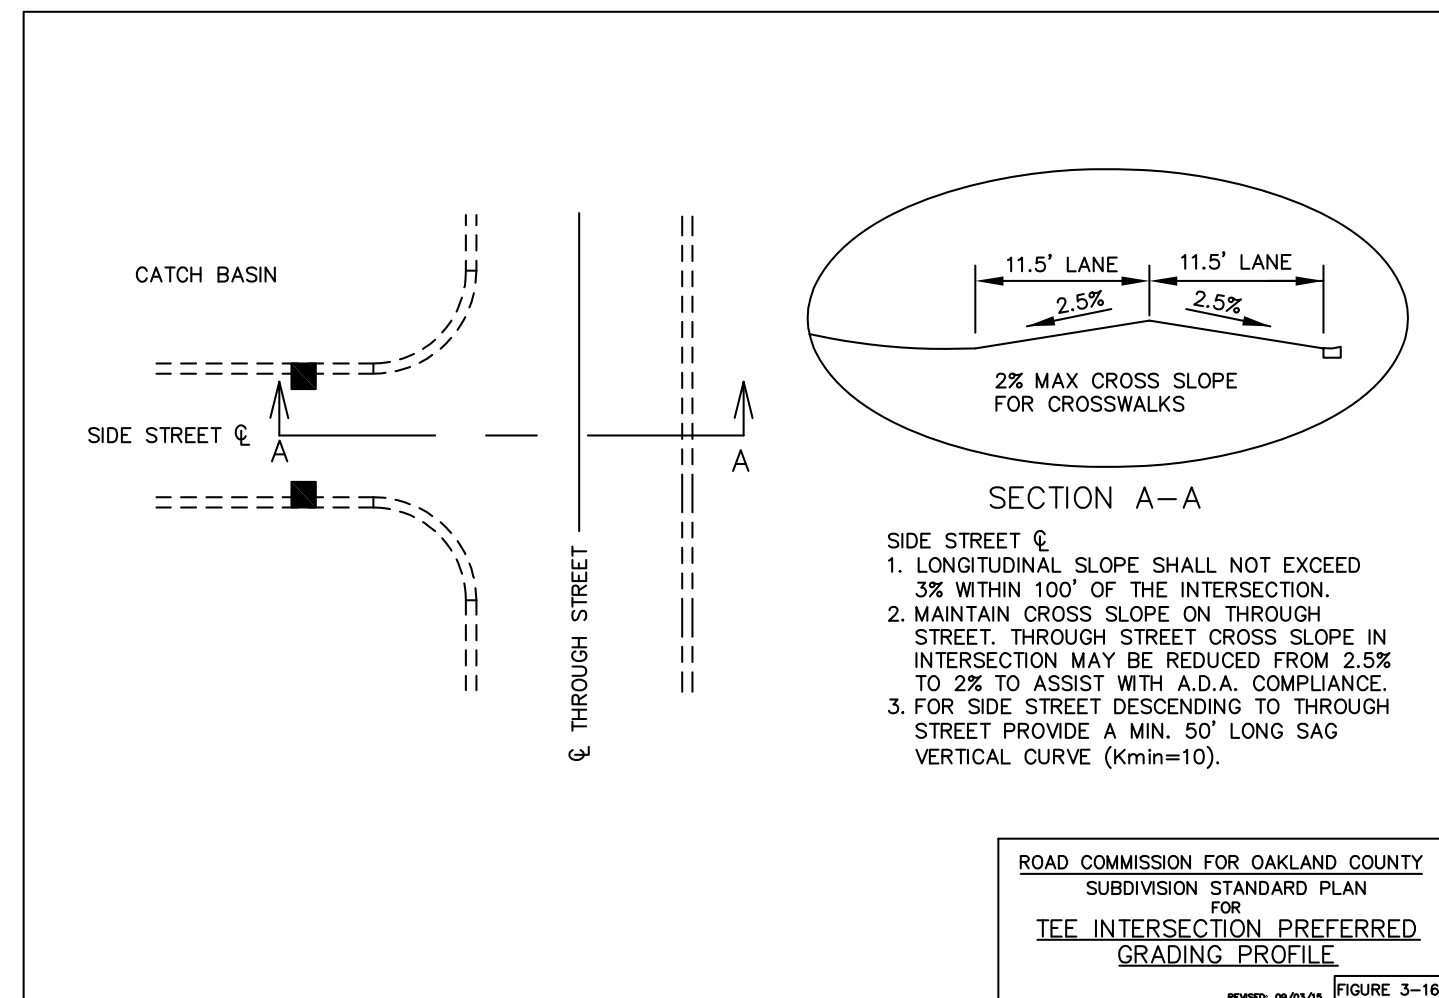 CATCH BASIN
SIDE STREET ℄
A
A
℄ THROUGH STREET
11.5' LANE
11.5' LANE
2.5%
2.5%
2% MAX CROSS SLOPE
FOR CROSSWALKS
SECTION A-A
SIDE STREET ℄
1. LONGITUDINAL SLOPE SHALL NOT EXCEED
3% WITHIN 100' OF THE INTERSECTION.
2. MAINTAIN CROSS SLOPE ON THROUGH
STREET. THROUGH STREET CROSS SLOPE IN
INTERSECTION MAY BE REDUCED FROM 2.5%
TO 2% TO ASSIST WITH A.D.A. COMPLIANCE.
3. FOR SIDE STREET DESCENDING TO THROUGH
STREET PROVIDE A MIN. 50' LONG SAG
VERTICAL CURVE (Kmin=10).
ROAD COMMISSION FOR OAKLAND COUNTY
SUBDIVISION STANDARD PLAN
FOR
TEE INTERSECTION PREFERRED
GRADING PROFILE
REVISED: 09/03/15
FIGURE 3-16